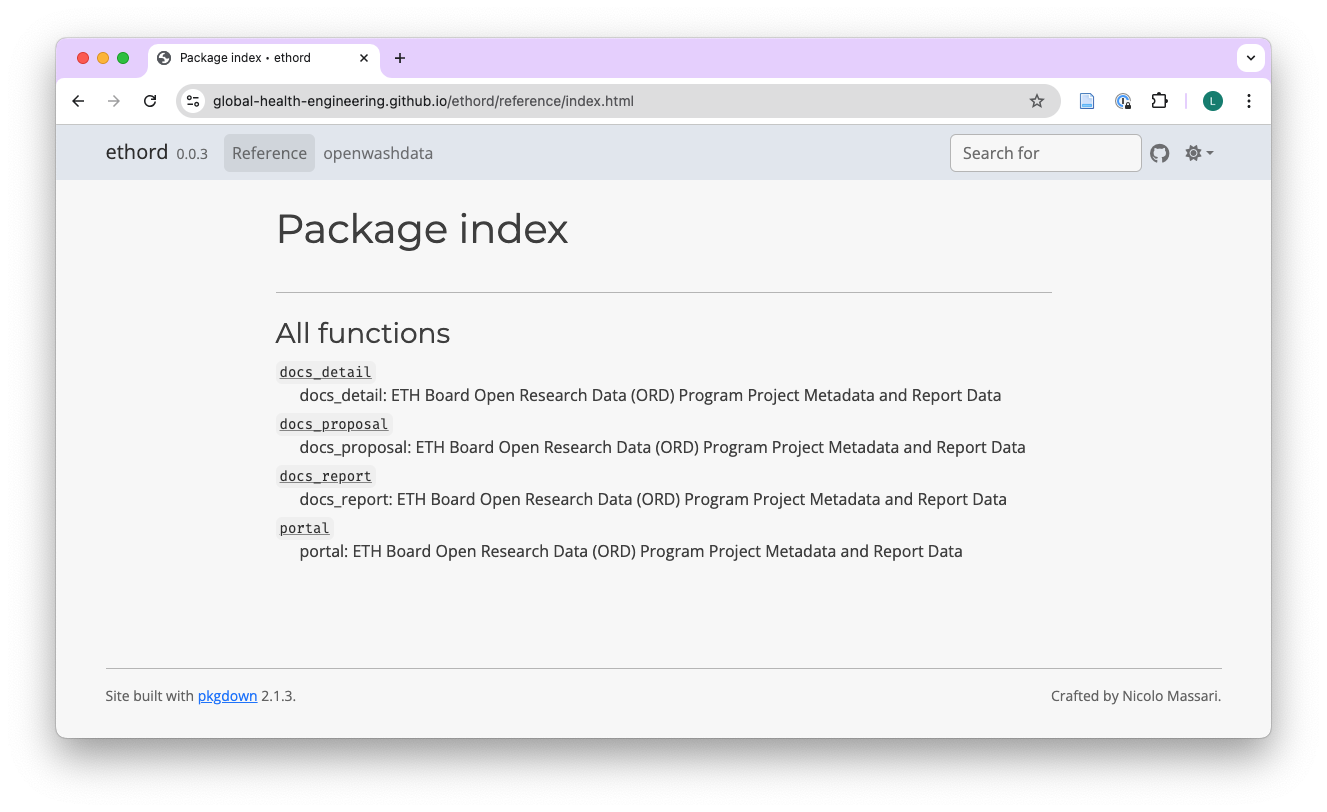 Package index • ethord
global-health-engineering.github.io/ethord/reference/index.html
L
ethord 0.0.3 Reference openwashdata Search for
Package index
All functions
docs_detail
docs_detail: ETH Board Open Research Data (ORD) Program Project Metadata and Report Data
docs_proposal
docs_proposal: ETH Board Open Research Data (ORD) Program Project Metadata and Report Data
docs_report
docs_report: ETH Board Open Research Data (ORD) Program Project Metadata and Report Data
portal
portal: ETH Board Open Research Data (ORD) Program Project Metadata and Report Data
Site built with pkgdown 2.1.3. Crafted by Nicolo Massari.